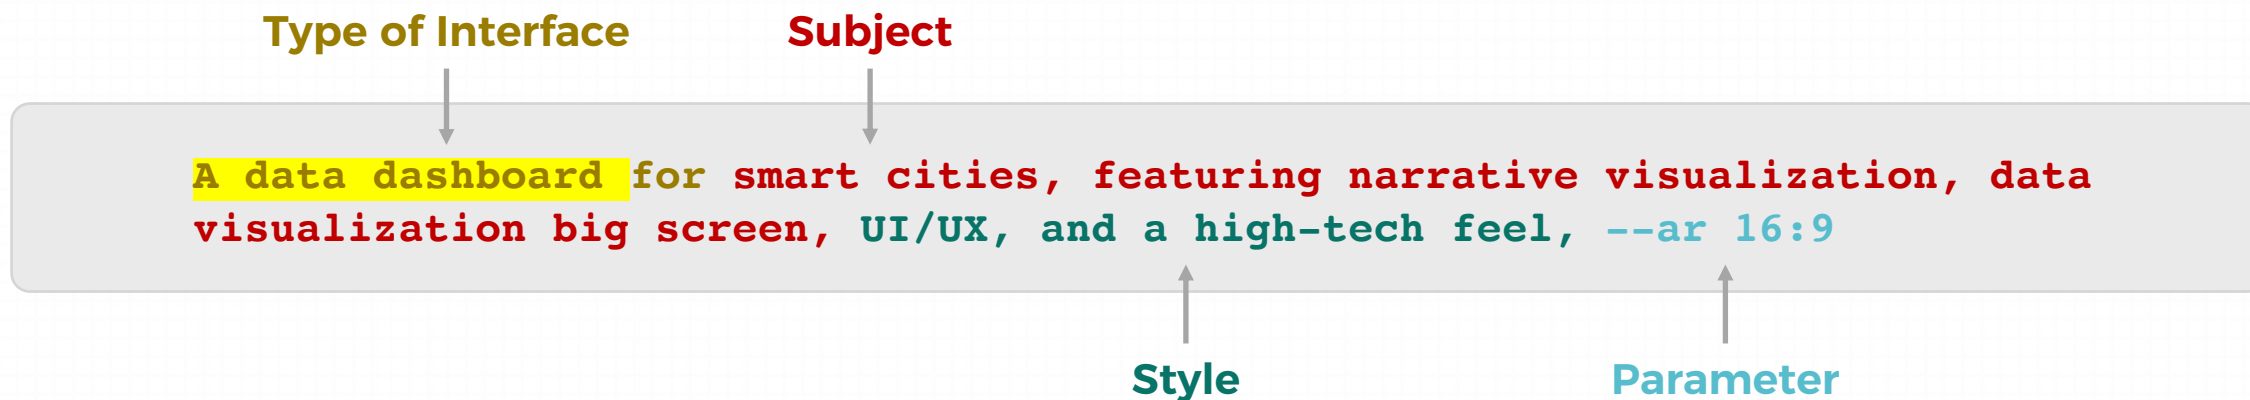 Type of Interface
Subject
A data dashboard for smart cities, featuring narrative visualization, data
visualization big screen, UI/UX, and a high-tech feel, --ar 16:9
Style
Parameter